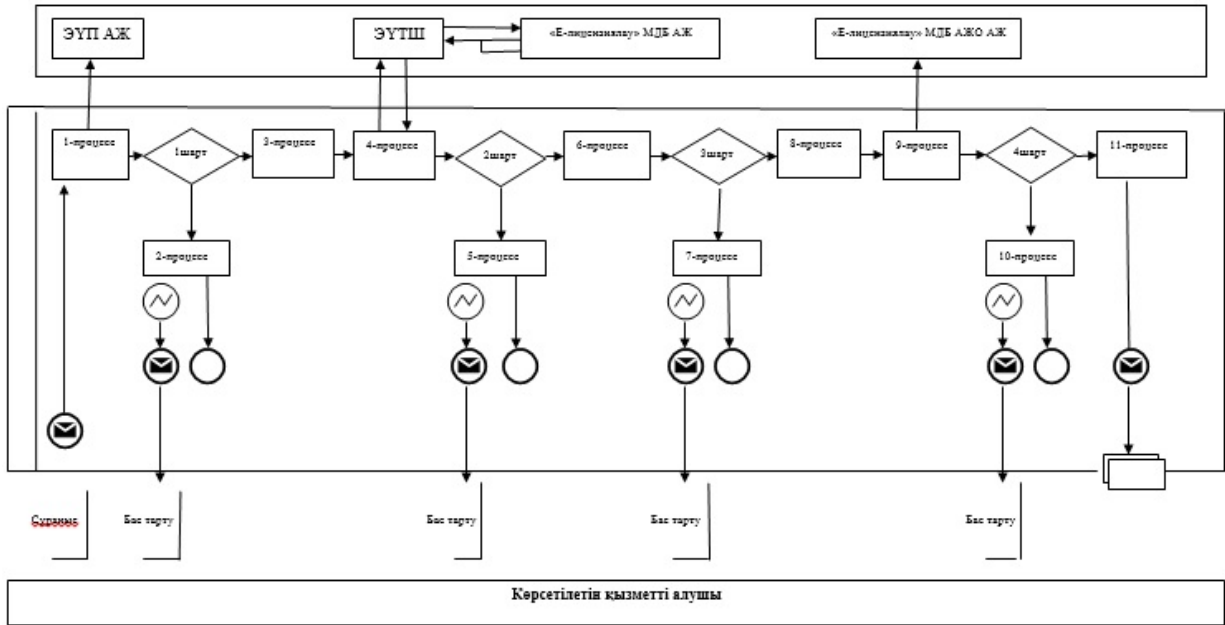 ЭҮП АЖ
ЭҮТШ
«Е-лицензиялау» МДБ АЖ
«Е-лицензиялау» МДБ АЖО АЖ
1-процесс
1шарт
3-процесс
4-процесс
2шарт
6-процесс
3шарт
8-процесс
9-процесс
4шарт
11-процесс
2-процесс
5-процесс
7-процесс
10-процесс
Сұраныс
Бас тарту
Бас тарту
Бас тарту
Бас тарту
Көрсетілетін қызметті алушы